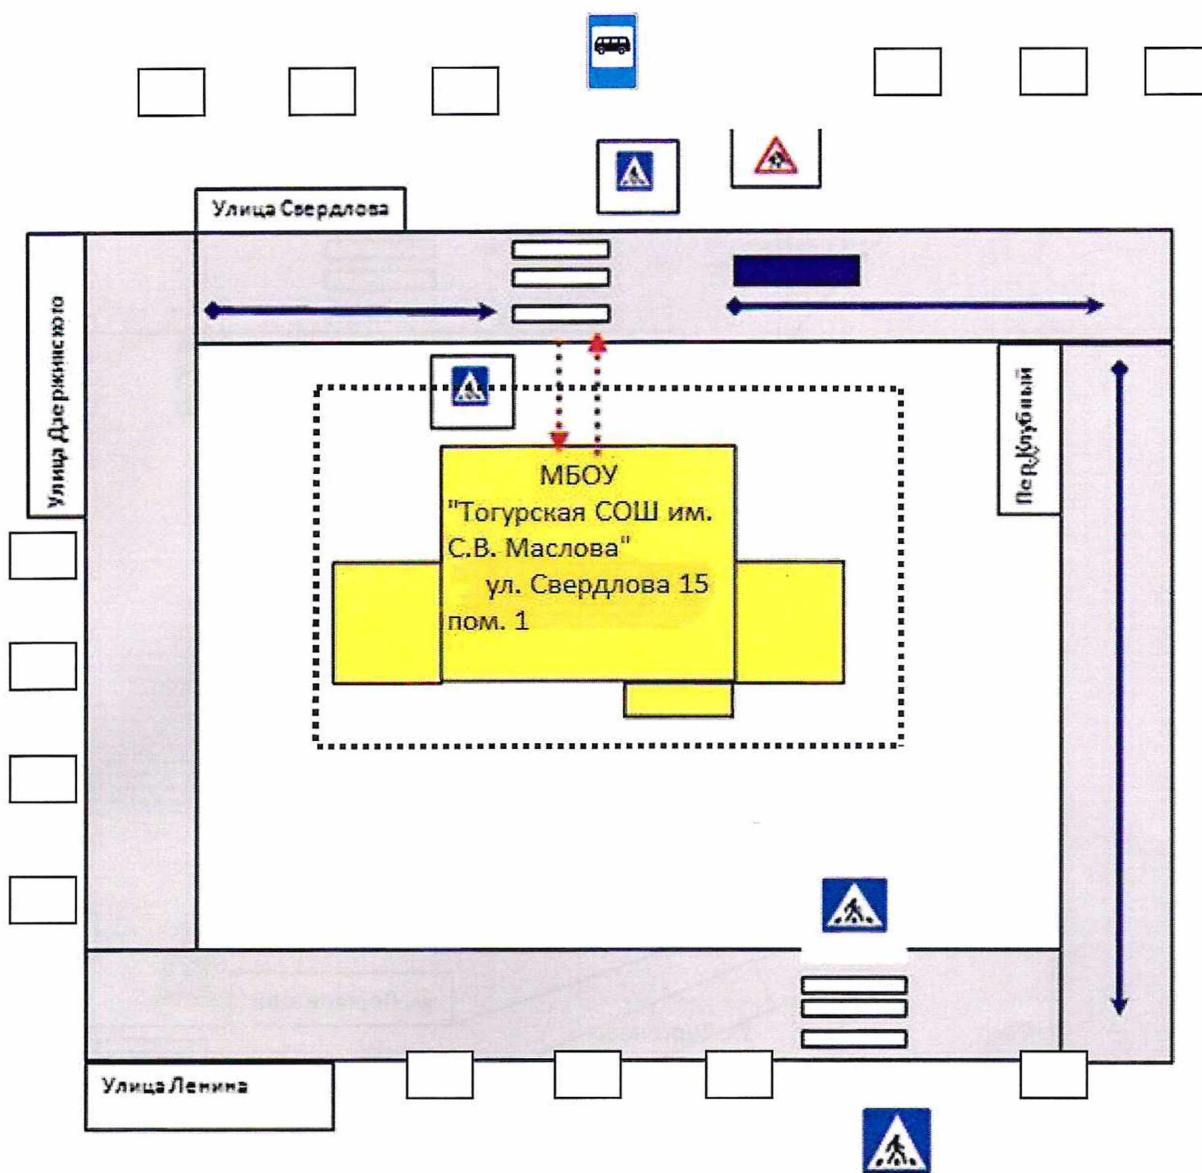 Улица Свердлова
Улица Дзержинского
Пер.Клубный
МБОУ
"Тогурская СОШ им.
С.В. Маслова"
ул. Свердлова 15
пом. 1
Улица Ленина